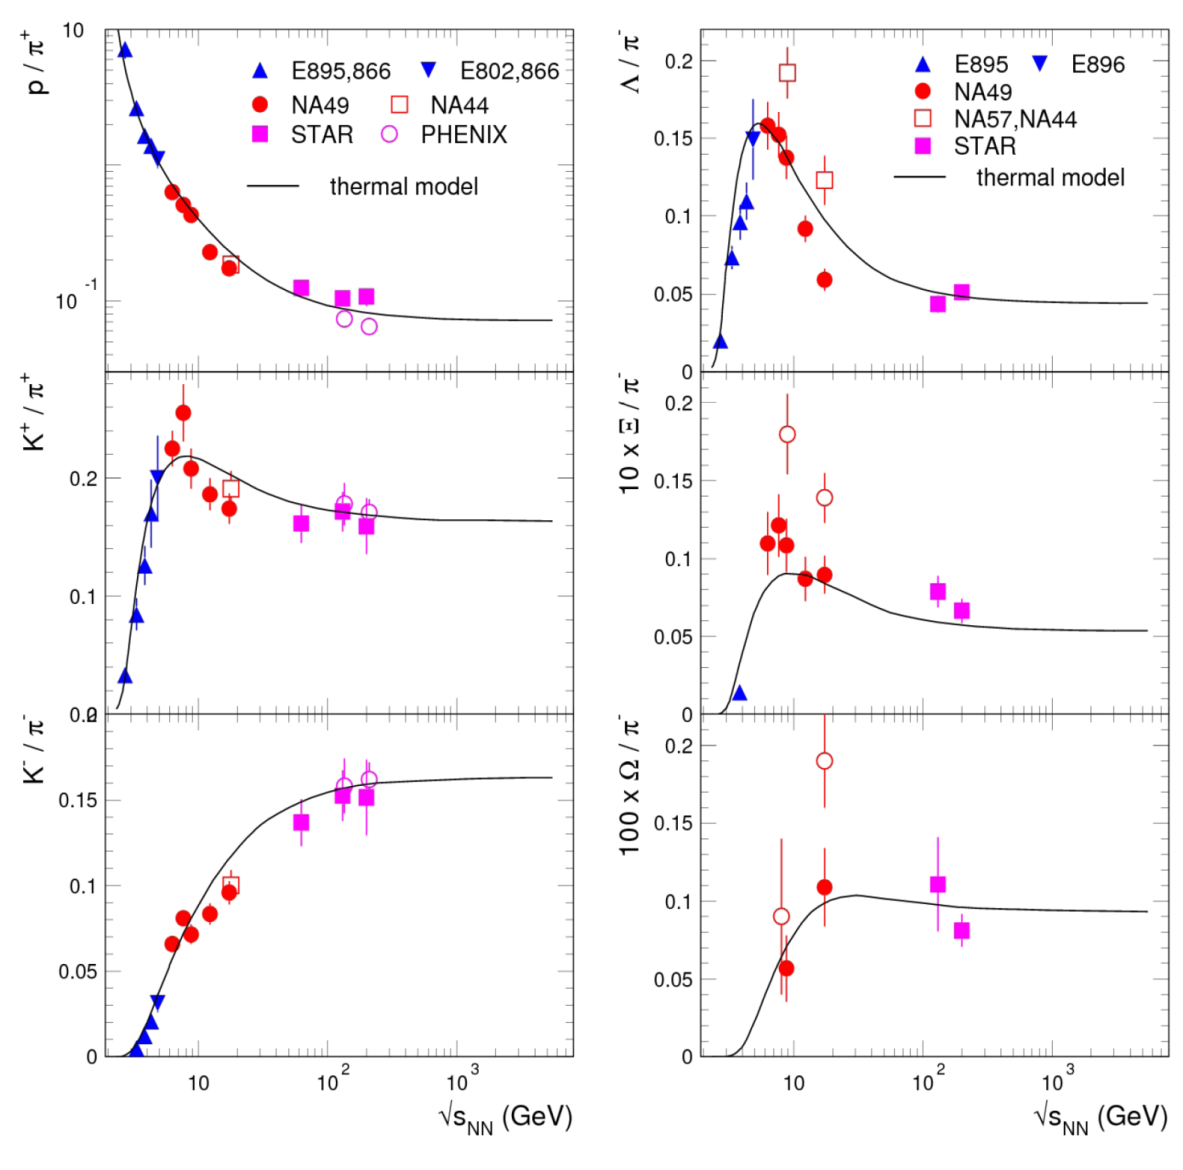 p / π⁺
10
10⁻¹
E895,866
E802,866
NA49
NA44
STAR
PHENIX
thermal model
K⁺ / π⁺
0.2
0.1
0
K⁻ / π⁻
0.2
0.15
0.1
0.05
0
10
10²
10³
√sNN (GeV)
Λ / π⁻
0.2
0.15
0.1
0.05
0
E895
E896
NA49
NA57,NA44
STAR
thermal model
10 x Ξ / π⁻
0.2
0.15
0.1
0.05
0
100 x Ω / π⁻
0.2
0.15
0.1
0.05
0
10
10²
10³
√sNN (GeV)